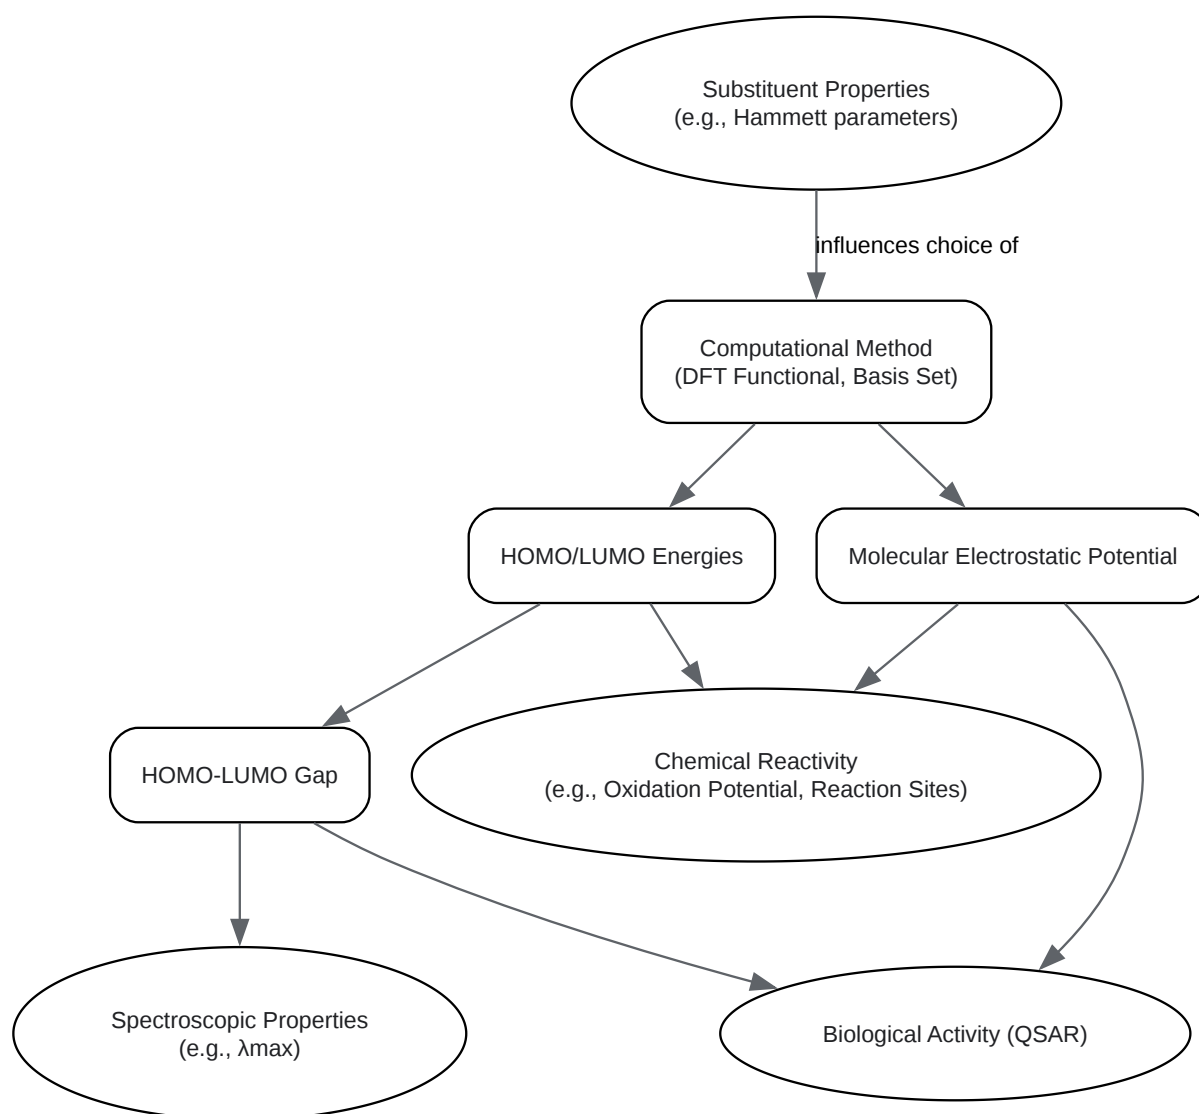 Substituent Properties
(e.g., Hammett parameters)
influences choice of
Computational Method
(DFT Functional, Basis Set)
HOMO/LUMO Energies
Molecular Electrostatic Potential
Chemical Reactivity
(e.g., Oxidation Potential, Reaction Sites)
HOMO-LUMO Gap
Spectroscopic Properties
(e.g., λmax)
Biological Activity (QSAR)